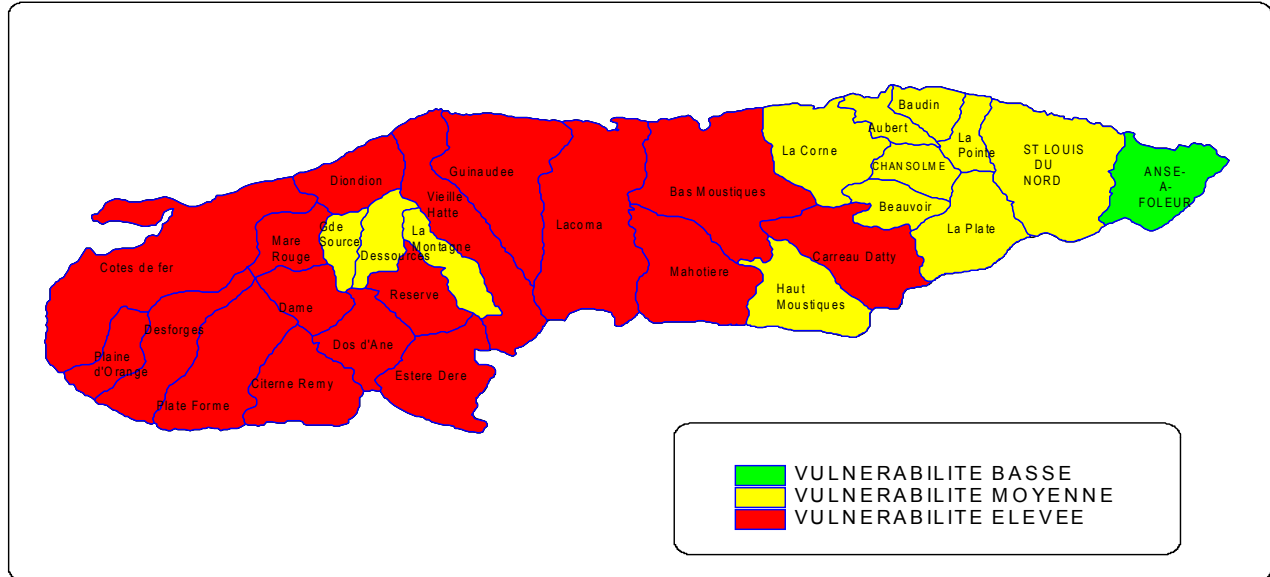 Baudin
Aubert
La
Pointe
La Corne
ST LOUIS
DU
NORD
CHANSOLME
ANSE-
A-
FOLEUR
Guinaudee
Diondion
Bas Moustiques
Vieille
Hatte
Beauvoir
Lacoma
La Plate
Gde
Source
La
Montagne
Mare
Rouge
Dessources
Carreau Datty
Cotes de fer
Mahotiere
Haut
Moustiques
Reserve
Dame
Desforges
Dos d'Ane
Plaine
d'Orange
Estere Dere
Citerne Remy
Plate Forme
VULNERABILITE BASSE
VULNERABILITE MOYENNE
VULNERABILITE ELEVEE